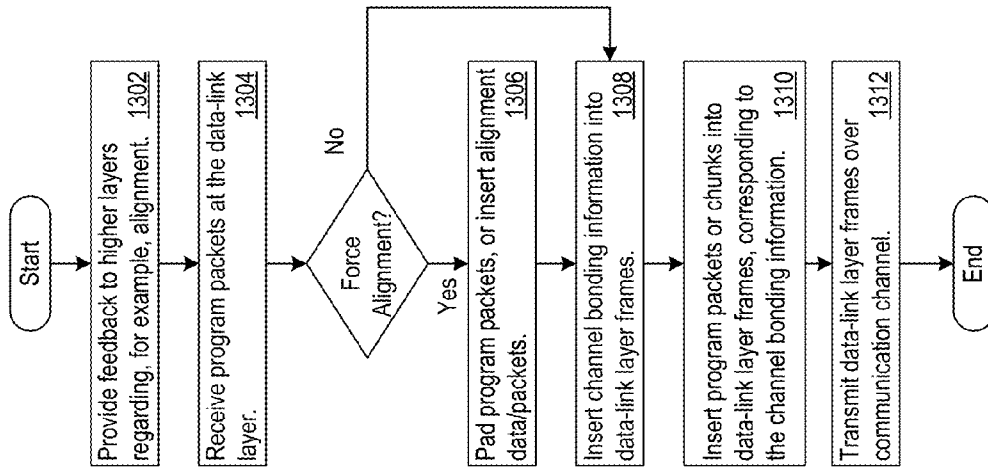 Start
Provide feedback to higher layers
regarding, for example, alignment. 1302
Receive program packets at the data-link
layer. 1304
Force
Alignment?
No
Yes
Pad program packets, or insert alignment
data/packets. 1306
Insert channel bonding information into
data-link layer frames. 1308
Insert program packets or chunks into
data-link layer frames, corresponding to
the channel bonding information. 1310
Transmit data-link layer frames over
communication channel. 1312
End